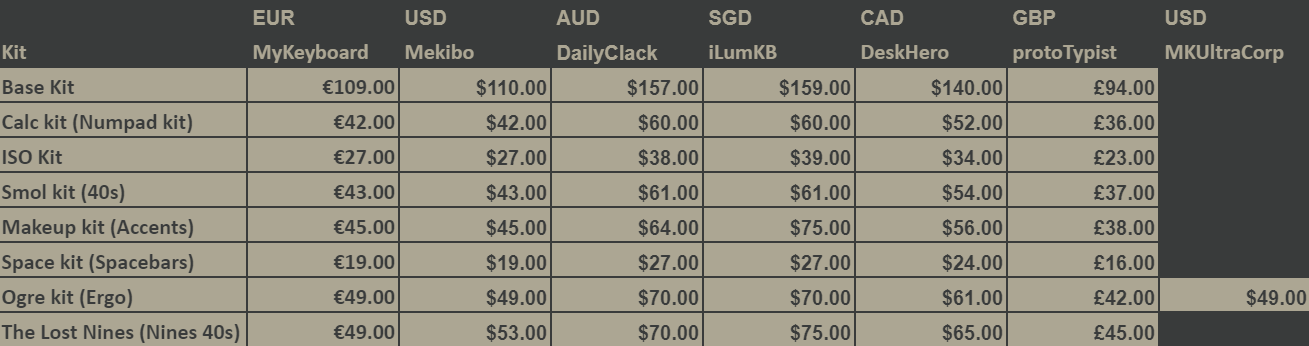 EUR USD AUD SGD CAD GBP USD
Kit MyKeyboard Mekibo DailyClack iLumKB DeskHero protoTypist MKUltraCorp
Base Kit €109.00 $110.00 $157.00 $159.00 $140.00 £94.00
Calc kit (Numpad kit) €42.00 $42.00 $60.00 $60.00 $52.00 £36.00
ISO Kit €27.00 $27.00 $38.00 $39.00 $34.00 £23.00
Smol kit (40s) €43.00 $43.00 $61.00 $61.00 $54.00 £37.00
Makeup kit (Accents) €45.00 $45.00 $64.00 $75.00 $56.00 £38.00
Space kit (Spacebars) €19.00 $19.00 $27.00 $27.00 $24.00 £16.00
Ogre kit (Ergo) €49.00 $49.00 $70.00 $70.00 $61.00 £42.00 $49.00
The Lost Nines (Nines 40s) €49.00 $53.00 $70.00 $75.00 $65.00 £45.00